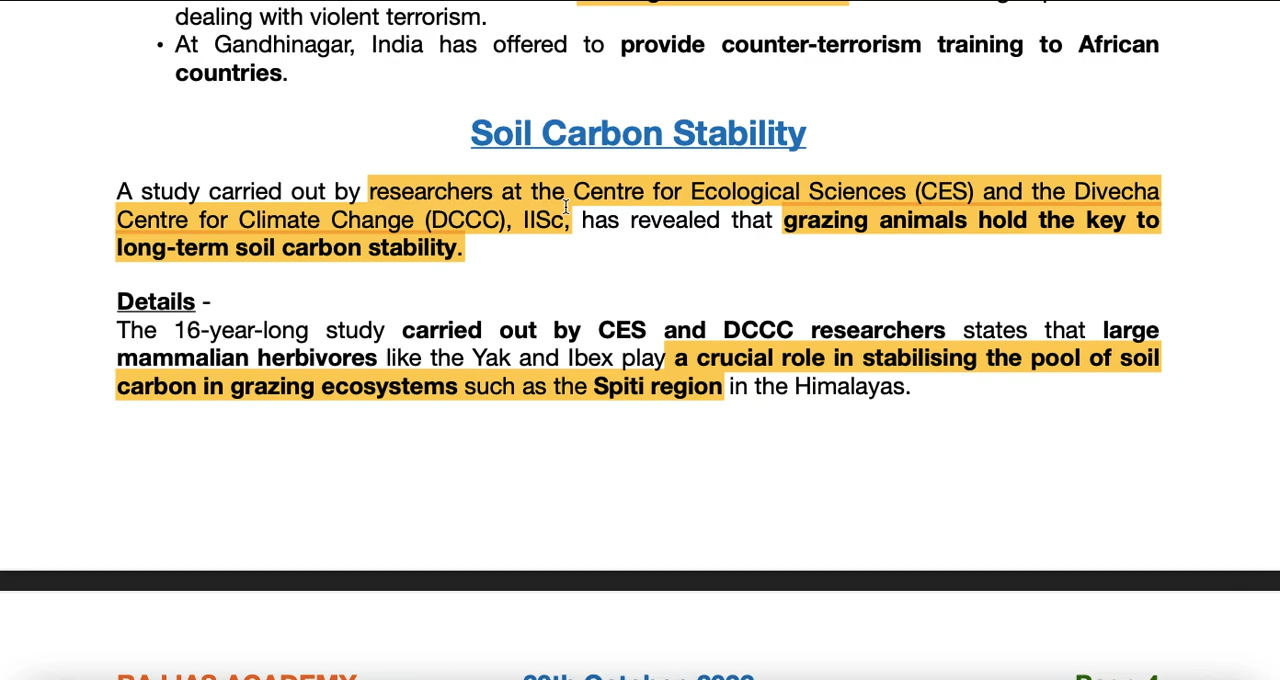 dealing with violent terrorism.
• At Gandhinagar, India has offered to provide counter-terrorism training to African
countries.
Soil Carbon Stability
A study carried out by researchers at the Centre for Ecological Sciences (CES) and the Divecha
Centre for Climate Change (DCCC), IISc, has revealed that grazing animals hold the key to
long-term soil carbon stability.
Details -
The 16-year-long study carried out by CES and DCCC researchers states that large
mammalian herbivores like the Yak and Ibex play a crucial role in stabilising the pool of soil
carbon in grazing ecosystems such as the Spiti region in the Himalayas.